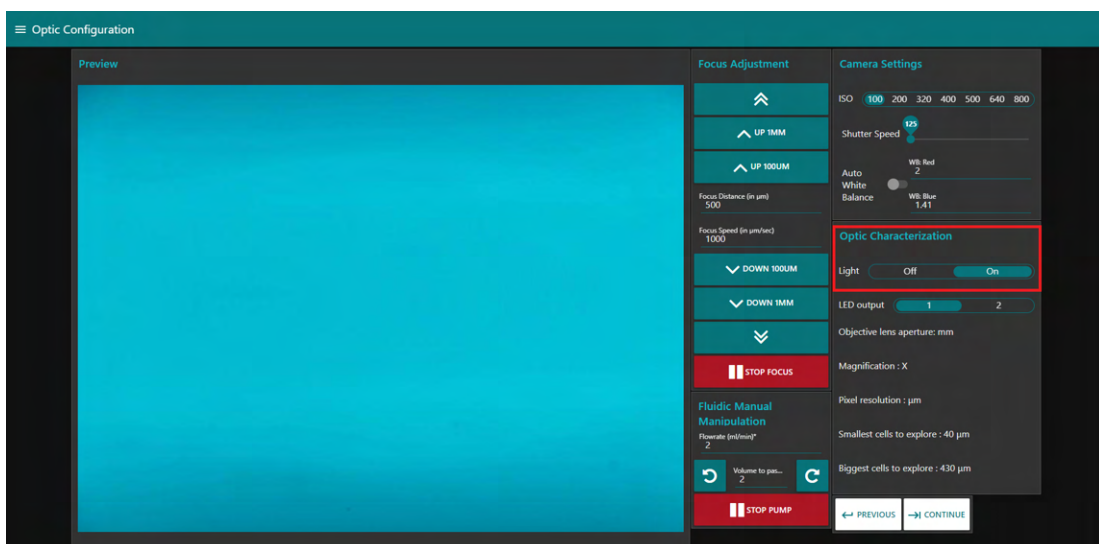 Optic Configuration
Preview
Focus Adjustment
UP 1MM
UP 100UM
Focus Distance (in µm)
500
Focus Speed (in µm/sec)
1000
DOWN 100UM
DOWN 1MM
STOP FOCUS
Fluidic Manual
Manipulation
Flowrate (ml/min)*
2
Volume to pas...
2
STOP PUMP
Camera Settings
ISO 100 200 320 400 500 640 800
125
Shutter Speed
Auto
White
Balance
WB: Red
2
WB: Blue
1.41
Optic Characterization
Light Off On
LED output 1 2
Objective lens aperture: mm
Magnification : X
Pixel resolution : µm
Smallest cells to explore : 40 µm
Biggest cells to explore : 430 µm
PREVIOUS CONTINUE